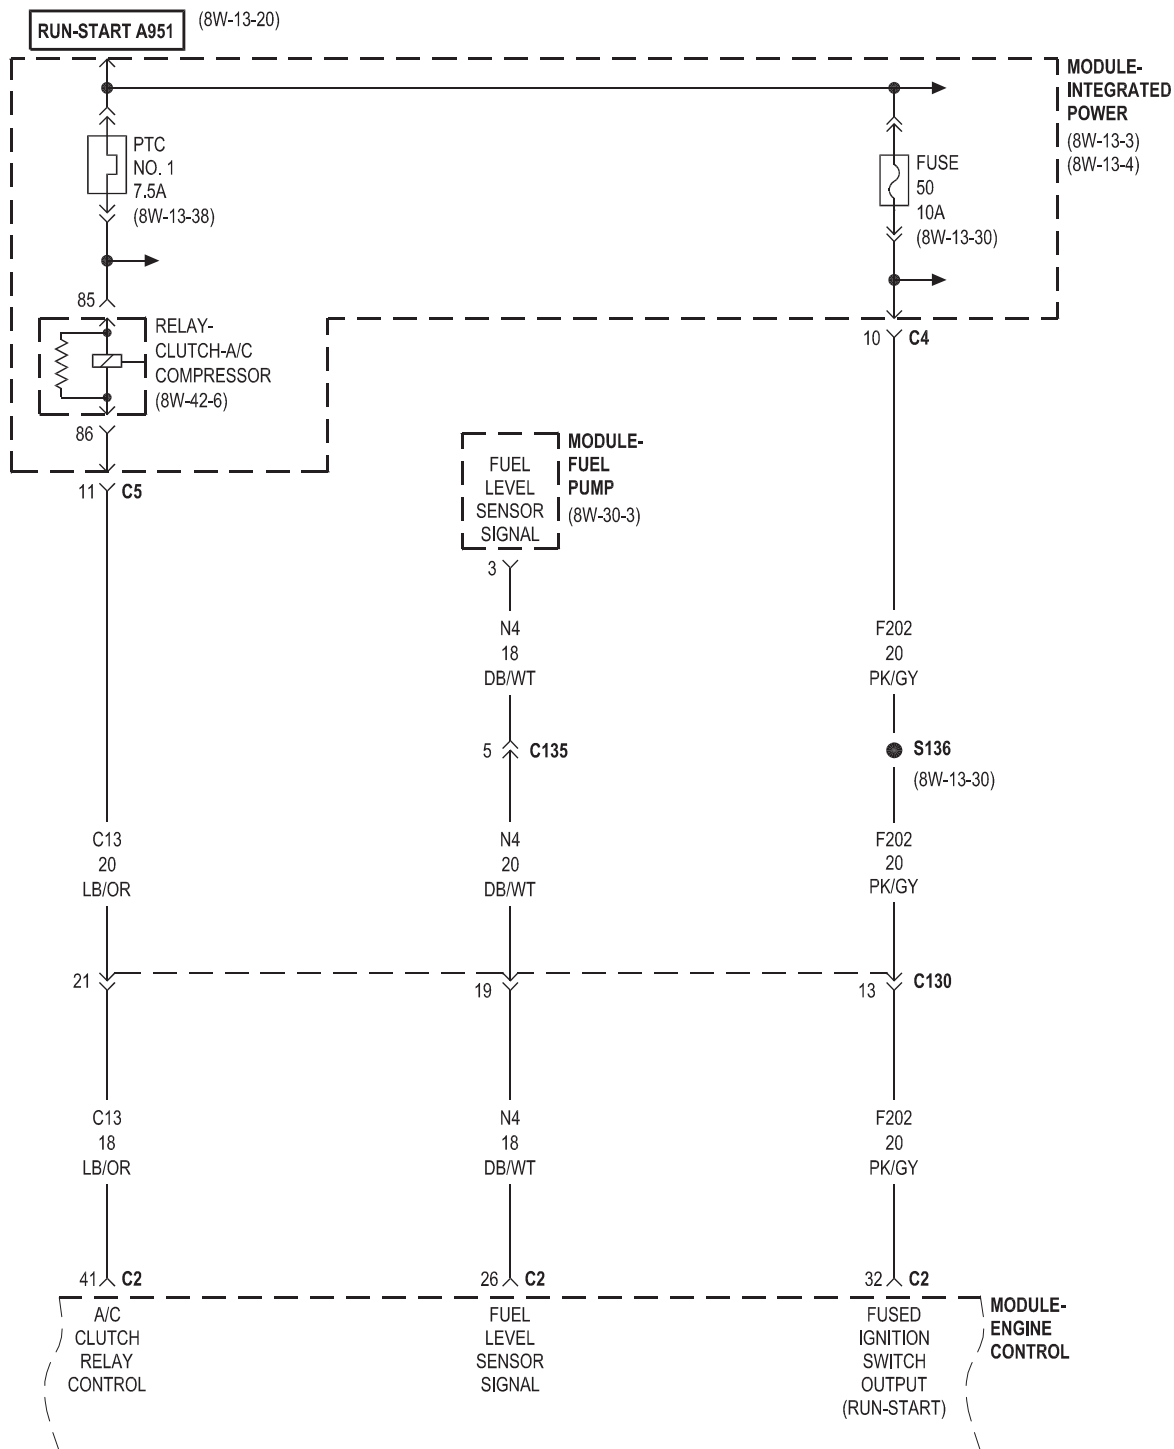 RUN-START A951
(8W-13-20)
MODULE-
INTEGRATED
POWER
(8W-13-3)
(8W-13-4)
PTC
NO. 1
7.5A
(8W-13-38)
FUSE
50
10A
(8W-13-30)
85
RELAY-
CLUTCH-A/C
COMPRESSOR
(8W-42-6)
86
10 C4
11 C5
FUEL
LEVEL
SENSOR
SIGNAL
MODULE-
FUEL
PUMP
(8W-30-3)
3
N4
18
DB/WT
F202
20
PK/GY
5 C135
S136
(8W-13-30)
C13
20
LB/OR
N4
20
DB/WT
F202
20
PK/GY
21
19
13 C130
C13
18
LB/OR
N4
18
DB/WT
F202
20
PK/GY
41 C2
26 C2
32 C2
A/C
CLUTCH
RELAY
CONTROL
FUEL
LEVEL
SENSOR
SIGNAL
FUSED
IGNITION
SWITCH
OUTPUT
(RUN-START)
MODULE-
ENGINE
CONTROL